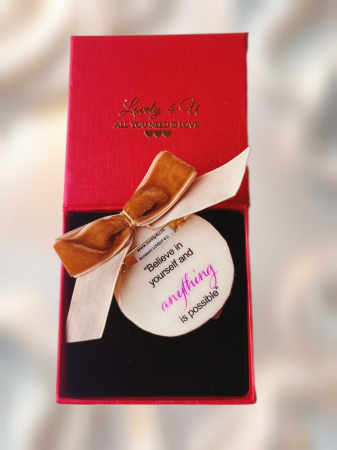 Lovely 4 U
ALL YOU NEED IS LOVE
"Believe in
yourself and
anything
is possible"